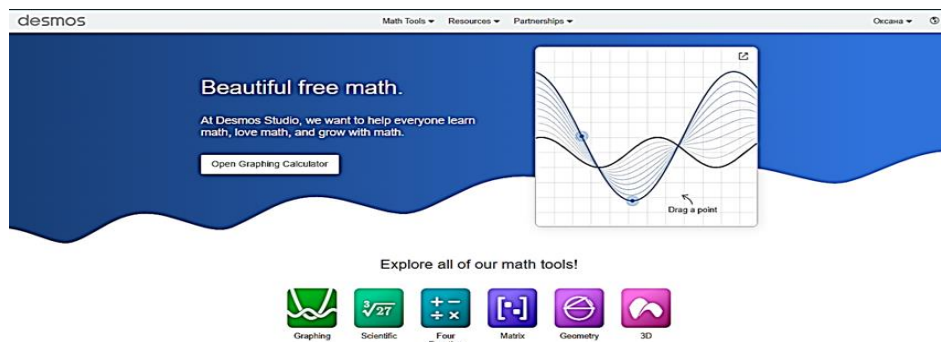 desmos
Math Tools Resources Partnerships Оксана
Beautiful free math.
At Desmos Studio, we want to help everyone learn
math, love math, and grow with math.
Open Graphing Calculator
Drag a point
Explore all of our math tools!
∛27
+ − ÷ ×
Graphing Scientific Four Matrix Geometry 3D